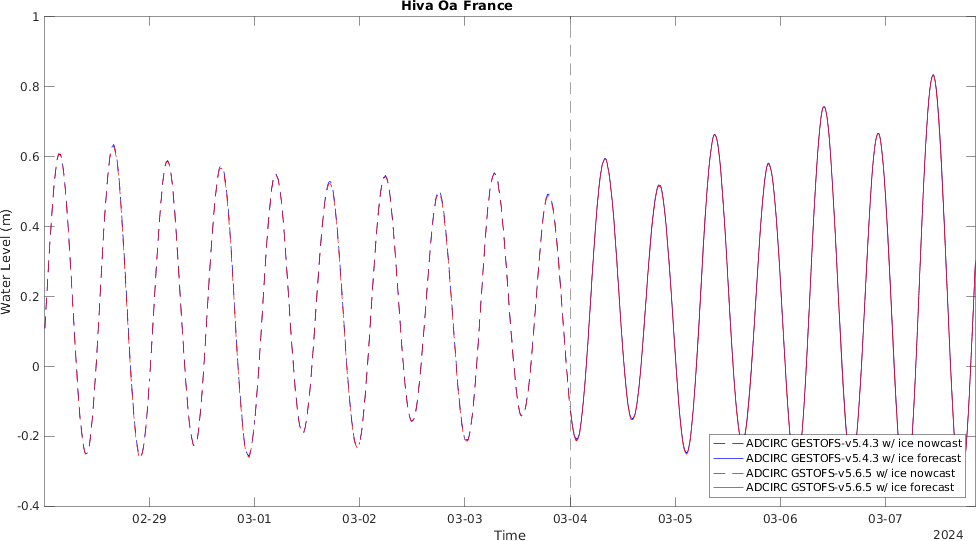 Hiva Oa France
1
0.8
0.6
0.4
0.2
0
-0.2
-0.4
Water Level (m)
02-29 03-01 03-02 03-03 03-04 03-05 03-06 03-07
Time
2024
ADCIRC GESTOFS-v5.4.3 w/ ice nowcast
ADCIRC GESTOFS-v5.4.3 w/ ice forecast
ADCIRC GSTOFS-v5.6.5 w/ ice nowcast
ADCIRC GSTOFS-v5.6.5 w/ ice forecast